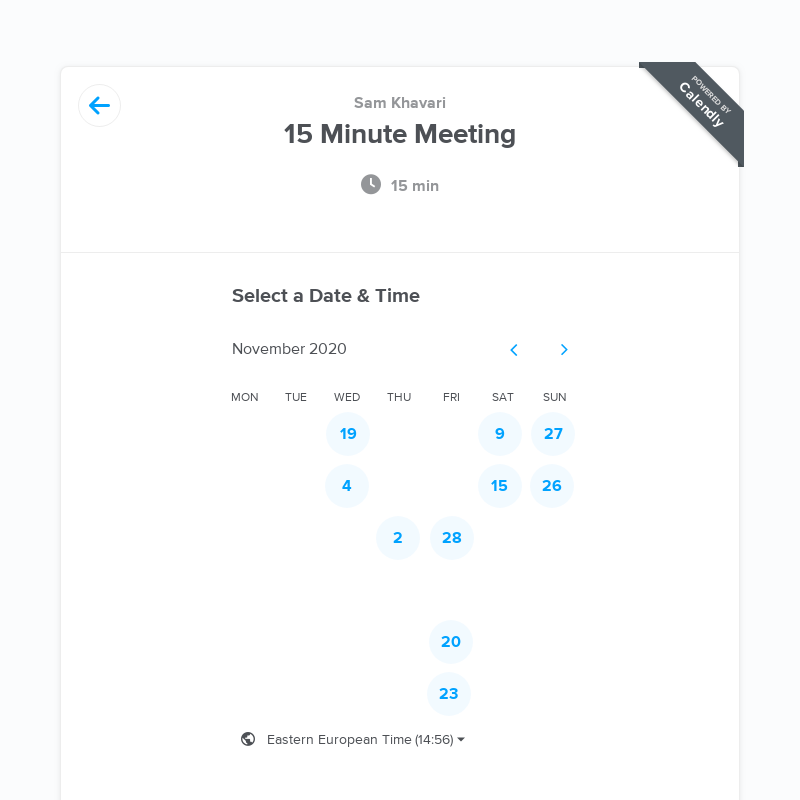 POWERED BY
Calendly
Sam Khavari
15 Minute Meeting
15 min
Select a Date & Time
November 2020
MON TUE WED THU FRI SAT SUN
19 9 27
4 15 26
2 28
20
23
Eastern European Time (14:56)